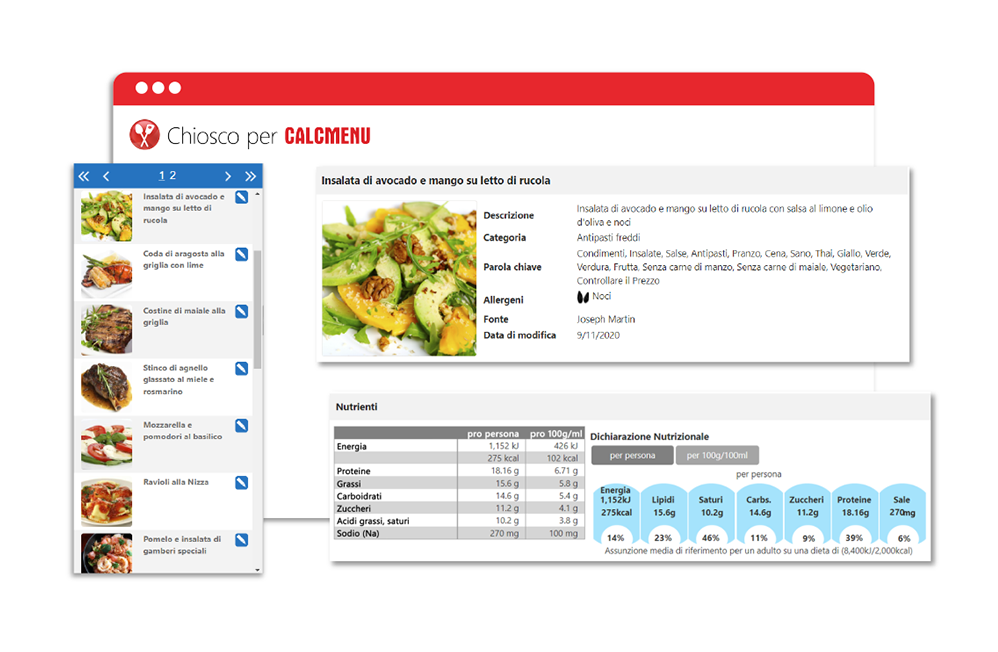 Chiosco per CALCMENU
1 2
Insalata di avocado e
mango su letto di
rucola
Coda di aragosta alla
griglia con lime
Costine di maiale alla
griglia
Stinco di agnello
glassato al miele e
rosmarino
Mozzarella e
pomodori al basilico
Ravioli alla Nizza
Pomelo e insalata di
gamberi speciali
Insalata di avocado e mango su letto di rucola
Descrizione
Insalata di avocado e mango su letto di rucola con salsa al limone e olio
d'oliva e noci
Categoria
Antipasti freddi
Parola chiave
Condimenti, Insalate, Salse, Antipasti, Pranzo, Cena, Sano, Thai, Giallo, Verde,
Verdura, Frutta, Senza carne di manzo, Senza carne di maiale, Vegetariano,
Controllare il Prezzo
Allergeni
Noci
Fonte
Joseph Martin
Data di modifica
9/11/2020
Nutrienti
pro persona pro 100g/ml
Energia 1,152 kJ 426 kJ
275 kcal 102 kcal
Proteine 18.16 g 6.71 g
Grassi 15.6 g 5.8 g
Carboidrati 14.6 g 5.4 g
Zuccheri 11.2 g 4.1 g
Acidi grassi, saturi 10.2 g 3.8 g
Sodio (Na) 270 mg 100 mg
Dichiarazione Nutrizionale
per persona per 100g/100ml
per persona
Energia
1,152kJ
275kcal
14%
Lipidi
15.6g
23%
Saturi
10.2g
46%
Carbs.
14.6g
11%
Zuccheri
11.2g
9%
Proteine
18.16g
39%
Sale
270mg
6%
Assunzione media di riferimento per un adulto su una dieta di (8,400kJ/2,000kcal)